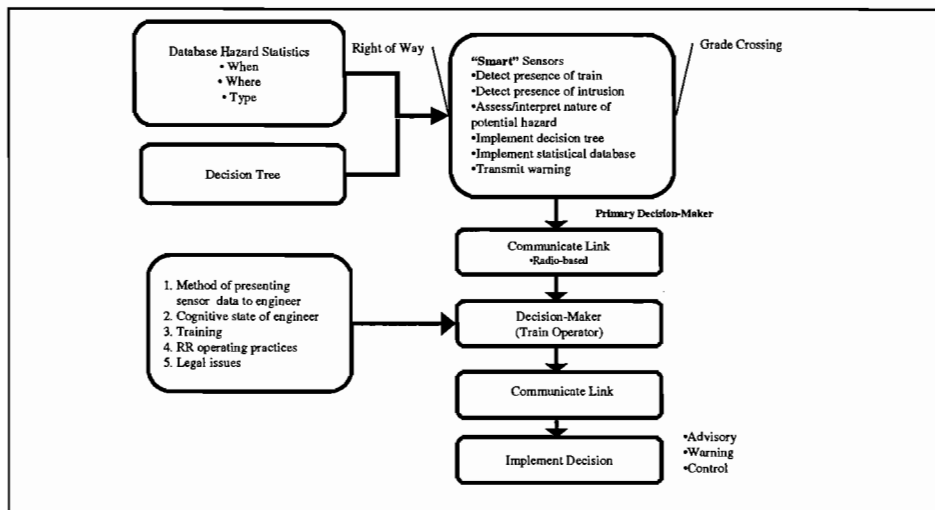 Database Hazard Statistics
• When
• Where
• Type
Decision Tree
Right of Way
Grade Crossing
“Smart” Sensors
•Detect presence of train
•Detect presence of intrusion
•Assess/interpret nature of
potential hazard
•Implement decision tree
•Implement statistical database
•Transmit warning
Primary Decision-Maker
Communicate Link
•Radio-based
1. Method of presenting
sensor data to engineer
2. Cognitive state of engineer
3. Training
4. RR operating practices
5. Legal issues
Decision-Maker
(Train Operator)
Communicate Link
Implement Decision
•Advisory
•Warning
•Control